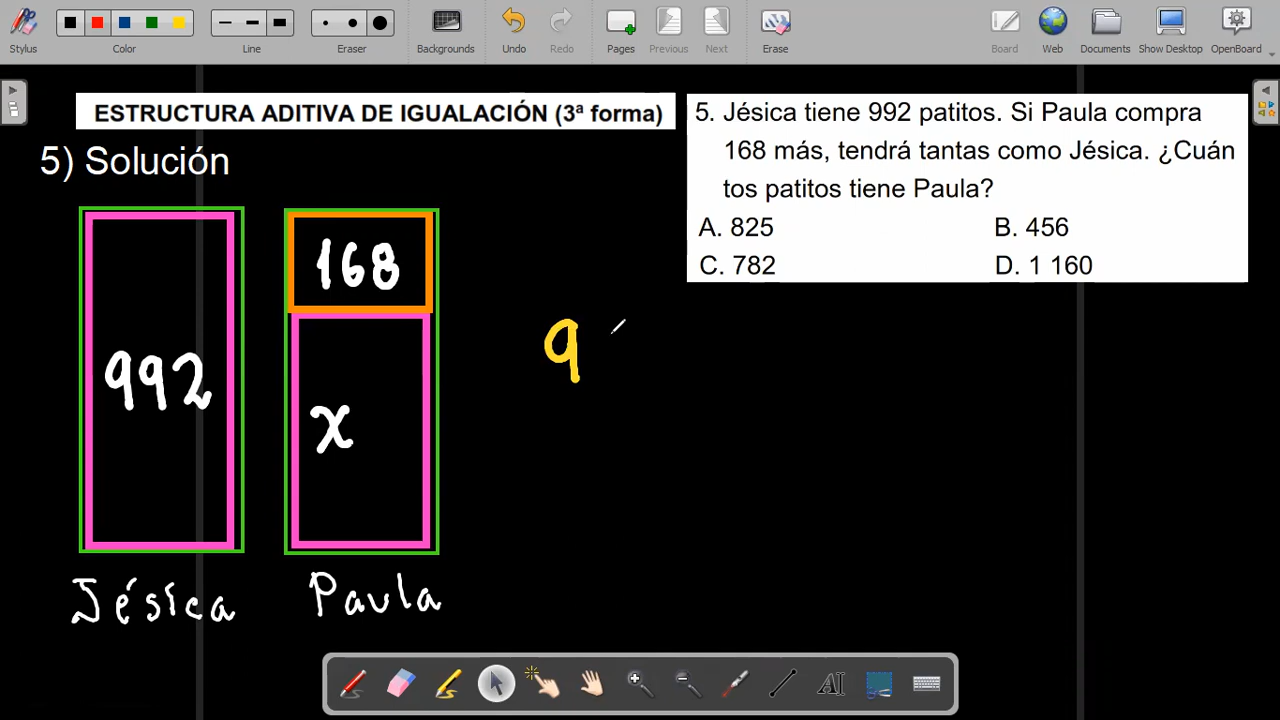 Stylus Color Line Eraser Backgrounds Undo Redo Pages Previous Next Erase Board Web Documents Show Desktop OpenBoard
ESTRUCTURA ADITIVA DE IGUALACIÓN (3ª forma)
5) Solución
5. Jésica tiene 992 patitos. Si Paula compra
168 más, tendrá tantas como Jésica. ¿Cuán
tos patitos tiene Paula?
A. 825 B. 456
C. 782 D. 1 160
168
992
x
9
Jésica Paula
AI